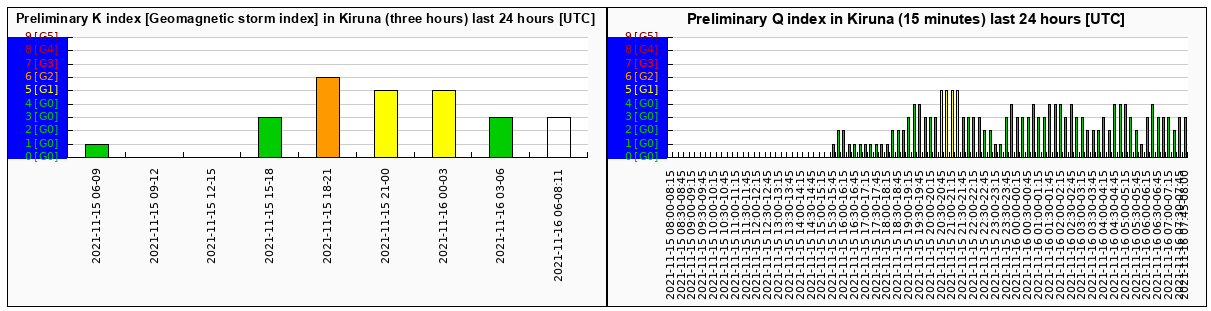 Preliminary K index [Geomagnetic storm index] in Kiruna (three hours) last 24 hours [UTC]
9 [G5]
8 [G4]
7 [G3]
6 [G2]
5 [G1]
4 [G0]
3 [G0]
2 [G0]
1 [G0]
0 [G0]
2021-11-15 06-09
2021-11-15 09-12
2021-11-15 12-15
2021-11-15 15-18
2021-11-15 18-21
2021-11-15 21-00
2021-11-16 00-03
2021-11-16 03-06
2021-11-16 06-08:11
Preliminary Q index in Kiruna (15 minutes) last 24 hours [UTC]
9 [G5]
8 [G4]
7 [G3]
6 [G2]
5 [G1]
4 [G0]
3 [G0]
2 [G0]
1 [G0]
0 [G0]
2021-11-15 08:00-08:15
2021-11-15 08:30-08:45
2021-11-15 09:00-09:15
2021-11-15 09:30-09:45
2021-11-15 10:00-10:15
2021-11-15 10:30-10:45
2021-11-15 11:00-11:15
2021-11-15 11:30-11:45
2021-11-15 12:00-12:15
2021-11-15 12:30-12:45
2021-11-15 13:00-13:15
2021-11-15 13:30-13:45
2021-11-15 14:00-14:15
2021-11-15 14:30-14:45
2021-11-15 15:00-15:15
2021-11-15 15:30-15:45
2021-11-15 16:00-16:15
2021-11-15 16:30-16:45
2021-11-15 17:00-17:15
2021-11-15 17:30-17:45
2021-11-15 18:00-18:15
2021-11-15 18:30-18:45
2021-11-15 19:00-19:15
2021-11-15 19:30-19:45
2021-11-15 20:00-20:15
2021-11-15 20:30-20:45
2021-11-15 21:00-21:15
2021-11-15 21:30-21:45
2021-11-15 22:00-22:15
2021-11-15 22:30-22:45
2021-11-15 23:00-23:15
2021-11-15 23:30-23:45
2021-11-16 00:00-00:15
2021-11-16 00:30-00:45
2021-11-16 01:00-01:15
2021-11-16 01:30-01:45
2021-11-16 02:00-02:15
2021-11-16 02:30-02:45
2021-11-16 03:00-03:15
2021-11-16 03:30-03:45
2021-11-16 04:00-04:15
2021-11-16 04:30-04:45
2021-11-16 05:00-05:15
2021-11-16 05:30-05:45
2021-11-16 06:00-06:15
2021-11-16 06:30-06:45
2021-11-16 07:00-07:15
2021-11-16 07:30-07:45
2021-11-16 07:45-08:00